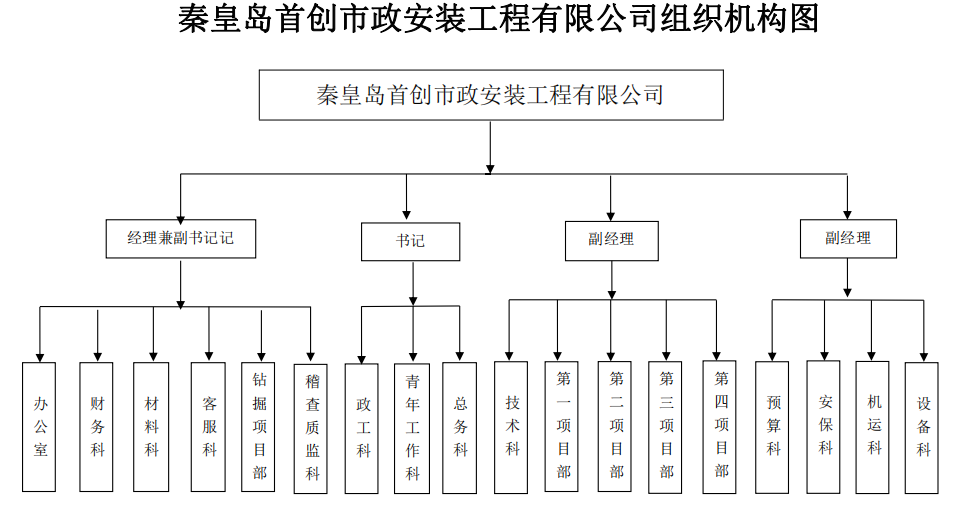 秦皇岛首创市政安装工程有限公司组织机构图
秦皇岛首创市政安装工程有限公司
经理兼副书记记
书记
副经理
副经理
办公室
财务科
材料科
客服科
钻掘项目部
稽查质监科
政工科
青年工作科
总务科
技术科
第一项目部
第二项目部
第三项目部
第四项目部
预算科
安保科
机运科
设备科